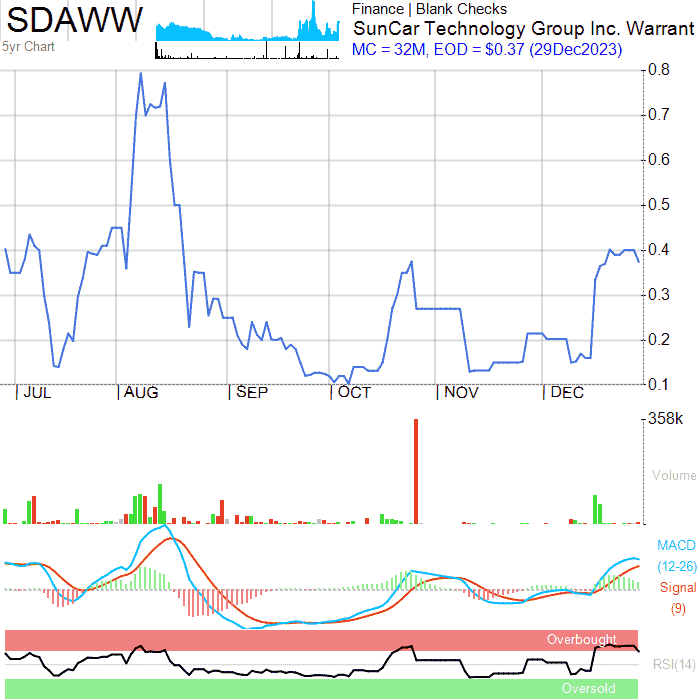 SDAWW
5yr Chart
Finance | Blank Checks
SunCar Technology Group Inc. Warrant
MC = 32M, EOD = $0.37 (29Dec2023)
0.8
0.7
0.6
0.5
0.4
0.3
0.2
0.1
JUL
AUG
SEP
OCT
NOV
DEC
358k
Volume
MACD
(12-26)
Signal
(9)
Overbought
RSI(14)
Oversold